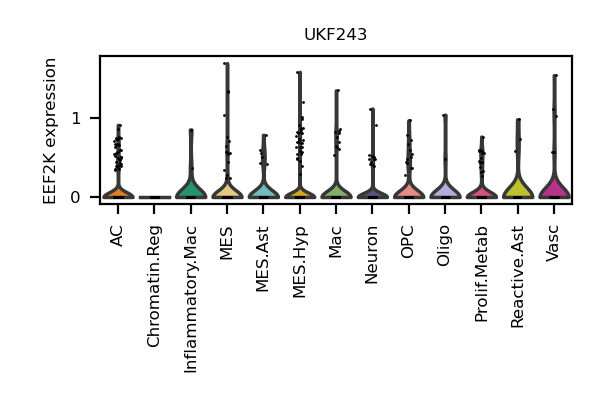 UKF243
EEF2K expression
1
0
AC
Chromatin.Reg
Inflammatory.Mac
MES
MES.Ast
MES.Hyp
Mac
Neuron
OPC
Oligo
Prolif.Metab
Reactive.Ast
Vasc